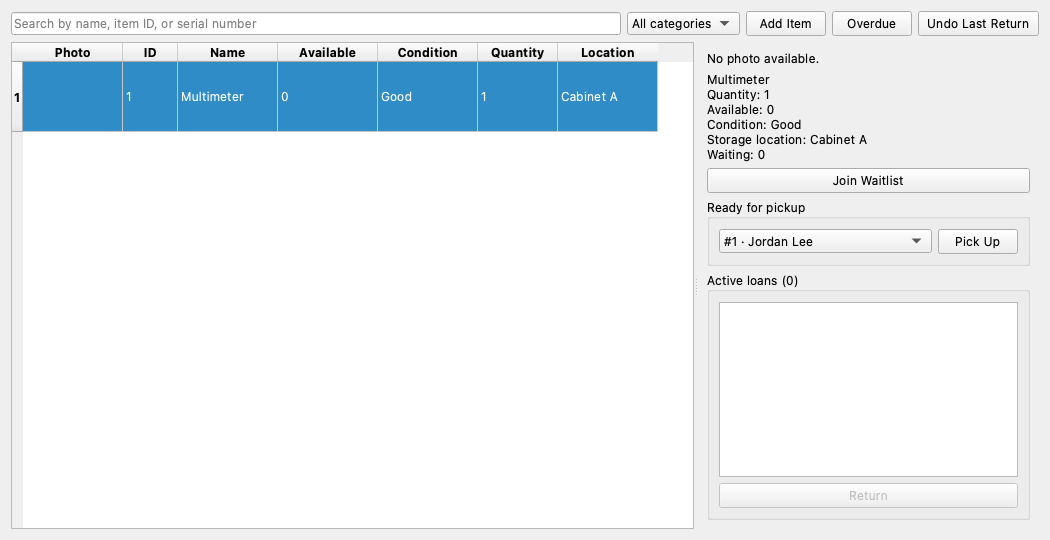 Search by name, item ID, or serial number
All categories
Add Item
Overdue
Undo Last Return
Photo ID Name Available Condition Quantity Location
1 1 Multimeter 0 Good 1 Cabinet A
No photo available.
Multimeter
Quantity: 1
Available: 0
Condition: Good
Storage location: Cabinet A
Waiting: 0
Join Waitlist
Ready for pickup
#1 · Jordan Lee
Pick Up
Active loans (0)
Return